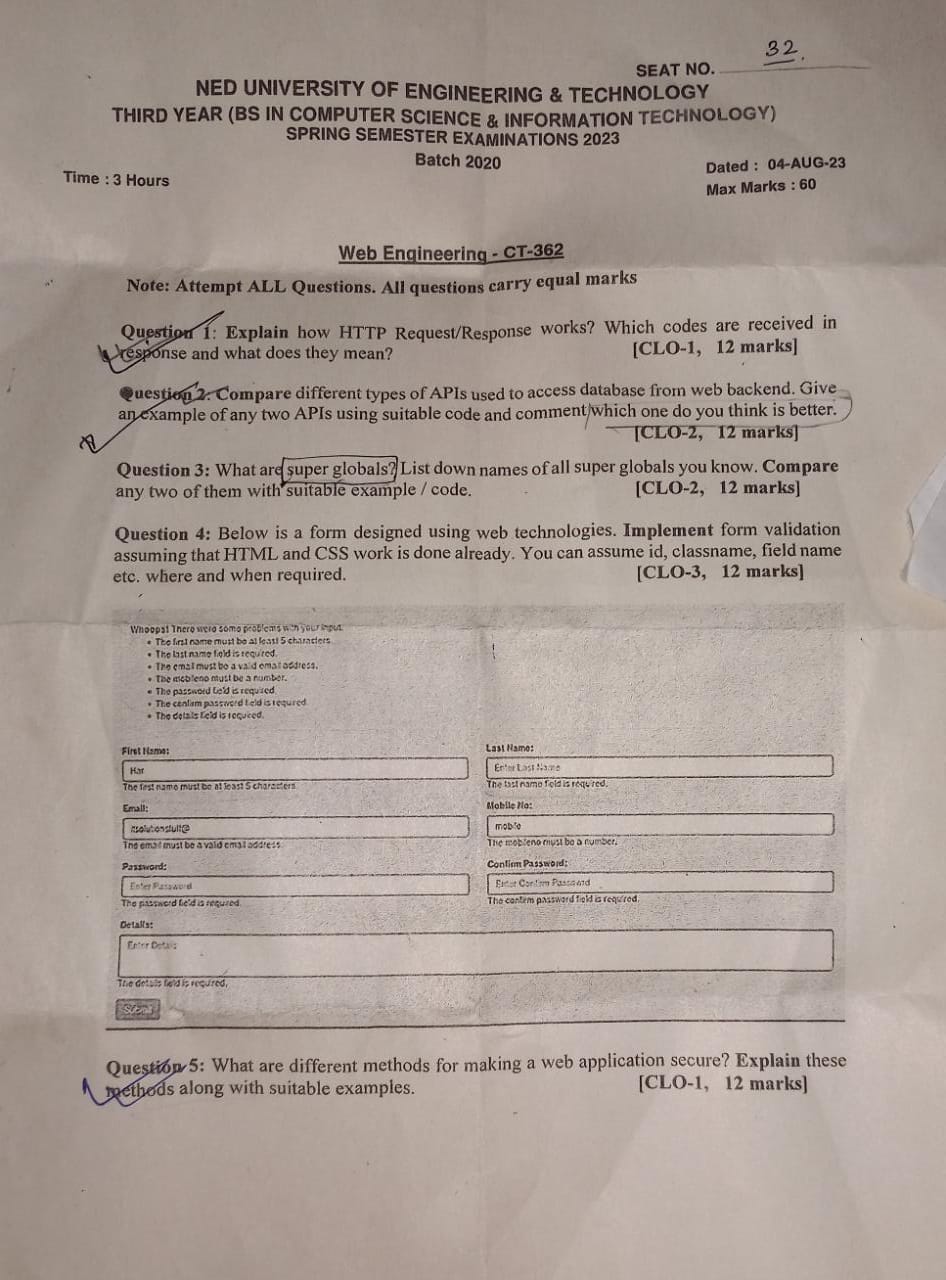 32.
SEAT NO.
NED UNIVERSITY OF ENGINEERING & TECHNOLOGY
THIRD YEAR (BS IN COMPUTER SCIENCE & INFORMATION TECHNOLOGY)
SPRING SEMESTER EXAMINATIONS 2023
Batch 2020
Dated : 04-AUG-23
Time : 3 Hours
Max Marks : 60
Web Engineering - CT-362
Note: Attempt ALL Questions. All questions carry equal marks
Question 1: Explain how HTTP Request/Response works? Which codes are received in
response and what does they mean? [CLO-1, 12 marks]
Question 2: Compare different types of APIs used to access database from web backend. Give
an example of any two APIs using suitable code and comment which one do you think is better.
[CLO-2, 12 marks]
Question 3: What are super globals? List down names of all super globals you know. Compare
any two of them with suitable example / code. [CLO-2, 12 marks]
Question 4: Below is a form designed using web technologies. Implement form validation
assuming that HTML and CSS work is done already. You can assume id, classname, field name
etc. where and when required. [CLO-3, 12 marks]
Whoops! There were some problems with your input.
• The first name must be at least 5 characters.
• The last name field is required.
• The email must be a valid email address.
• The mobileno must be a number.
• The password field is required.
• The confirm password field is required.
• The details field is required.
First Name: Last Name:
Har Enter Last Name
The first name must be at least 5 characters. The last name field is required.
Email: Mobile No:
mobile
The email must be a valid email address. The mobileno must be a number.
Password: Confirm Password:
Enter Password Enter Confirm Password
The password field is required. The confirm password field is required.
Details:
Enter Details
The details field is required.
Submit
Question 5: What are different methods for making a web application secure? Explain these
methods along with suitable examples. [CLO-1, 12 marks]